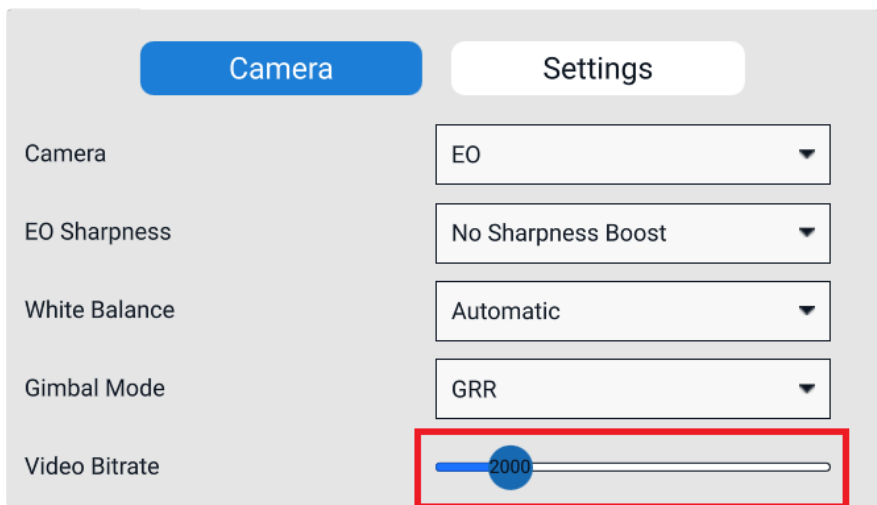 Camera Settings
Camera EO
EO Sharpness No Sharpness Boost
White Balance Automatic
Gimbal Mode GRR
Video Bitrate 2000